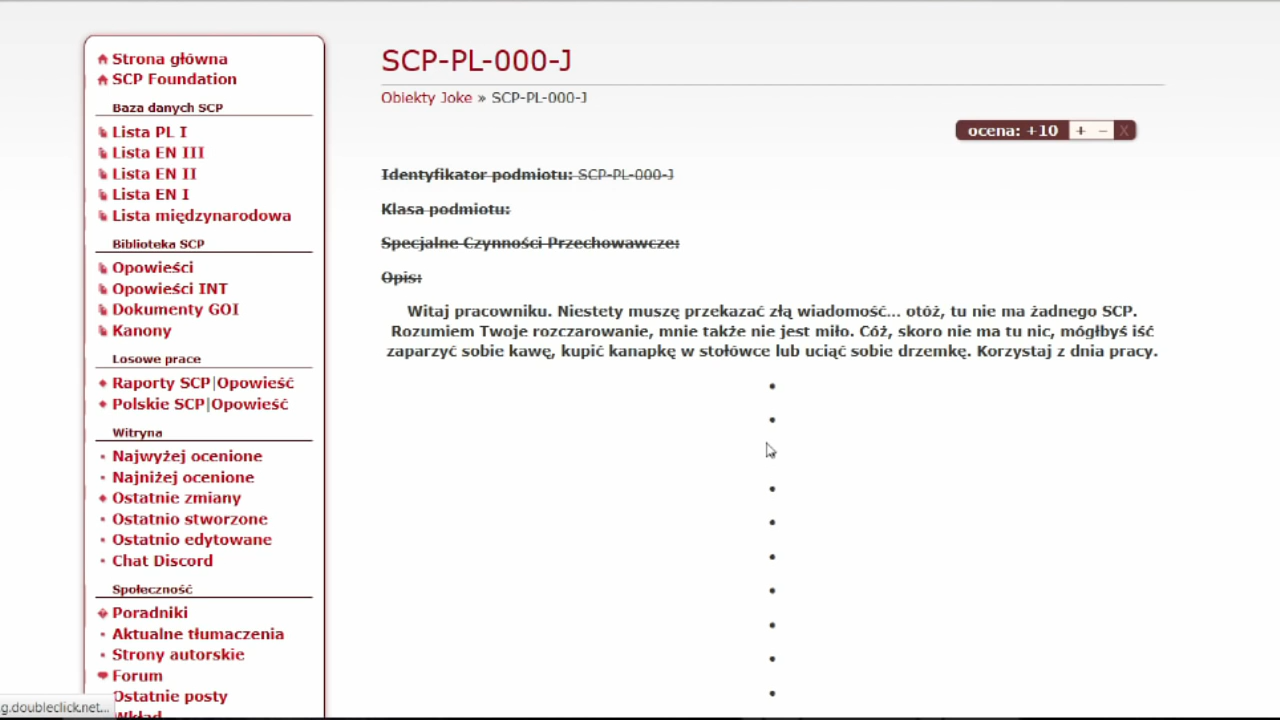 Strona główna
SCP Foundation
Baza danych SCP
Lista PL I
Lista EN III
Lista EN II
Lista EN I
Lista międzynarodowa
Biblioteka SCP
Opowieści
Opowieści INT
Dokumenty GOI
Kanony
Losowe prace
Raporty SCP|Opowieść
Polskie SCP|Opowieść
Witryna
Najwyżej ocenione
Najniżej ocenione
Ostatnie zmiany
Ostatnio stworzone
Ostatnio edytowane
Chat Discord
Społeczność
Poradniki
Aktualne tłumaczenia
Strony autorskie
Forum
Ostatnie posty
Wkład
g.doubleclick.net...
SCP-PL-000-J
Obiekty Joke » SCP-PL-000-J
ocena: +10 + – X
Identyfikator podmiotu: SCP-PL-000-J
Klasa podmiotu:
Specjalne Czynności Przechowawcze:
Opis:
Witaj pracowniku. Niestety muszę przekazać złą wiadomość... otóż, tu nie ma żadnego SCP.
Rozumiem Twoje rozczarowanie, mnie także nie jest miło. Cóż, skoro nie ma tu nic, mógłbyś iść
zaparzyć sobie kawę, kupić kanapkę w stołówce lub uciąć sobie drzemkę. Korzystaj z dnia pracy.